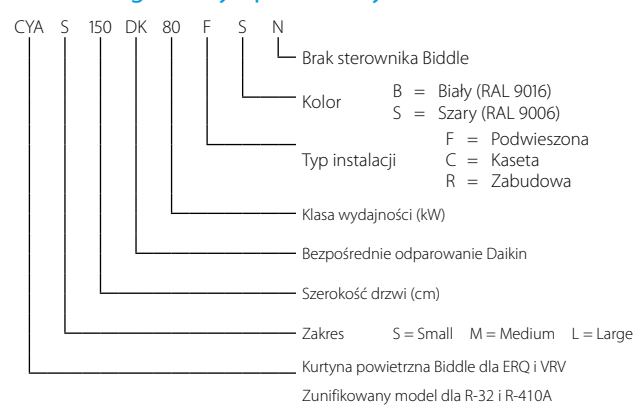 CYA S 150 DK 80 F S N
Brak sterownika Biddle
Kolor
B = Biały (RAL 9016)
S = Szary (RAL 9006)
Typ instalacji
F = Podwieszona
C = Kaseta
R = Zabudowa
Klasa wydajności (kW)
Bezpośrednie odparowanie Daikin
Szerokość drzwi (cm)
Zakres S = Small M = Medium L = Large
Kurtyna powietrzna Biddle dla ERQ i VRV
Zunifikowany model dla R-32 i R-410A